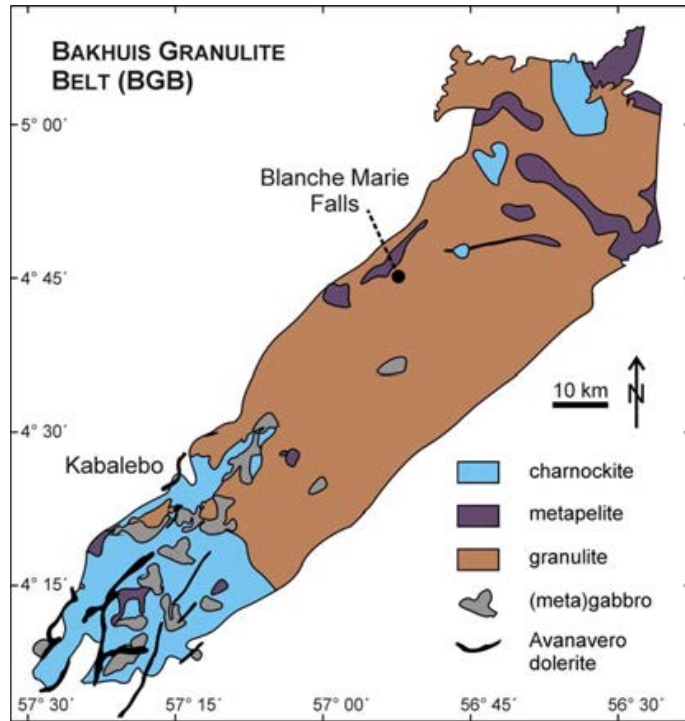 BAKHUIS GRANULITE
BELT (BGB)
5° 00'
Blanche Marie
Falls
4° 45'
10 km
N
4° 30'
Kabalebo
charnockite
metapelite
granulite
4° 15'
(meta)gabbro
Avanavero
dolerite
57° 30'
57° 15'
57° 00'
56° 45'
56° 30'